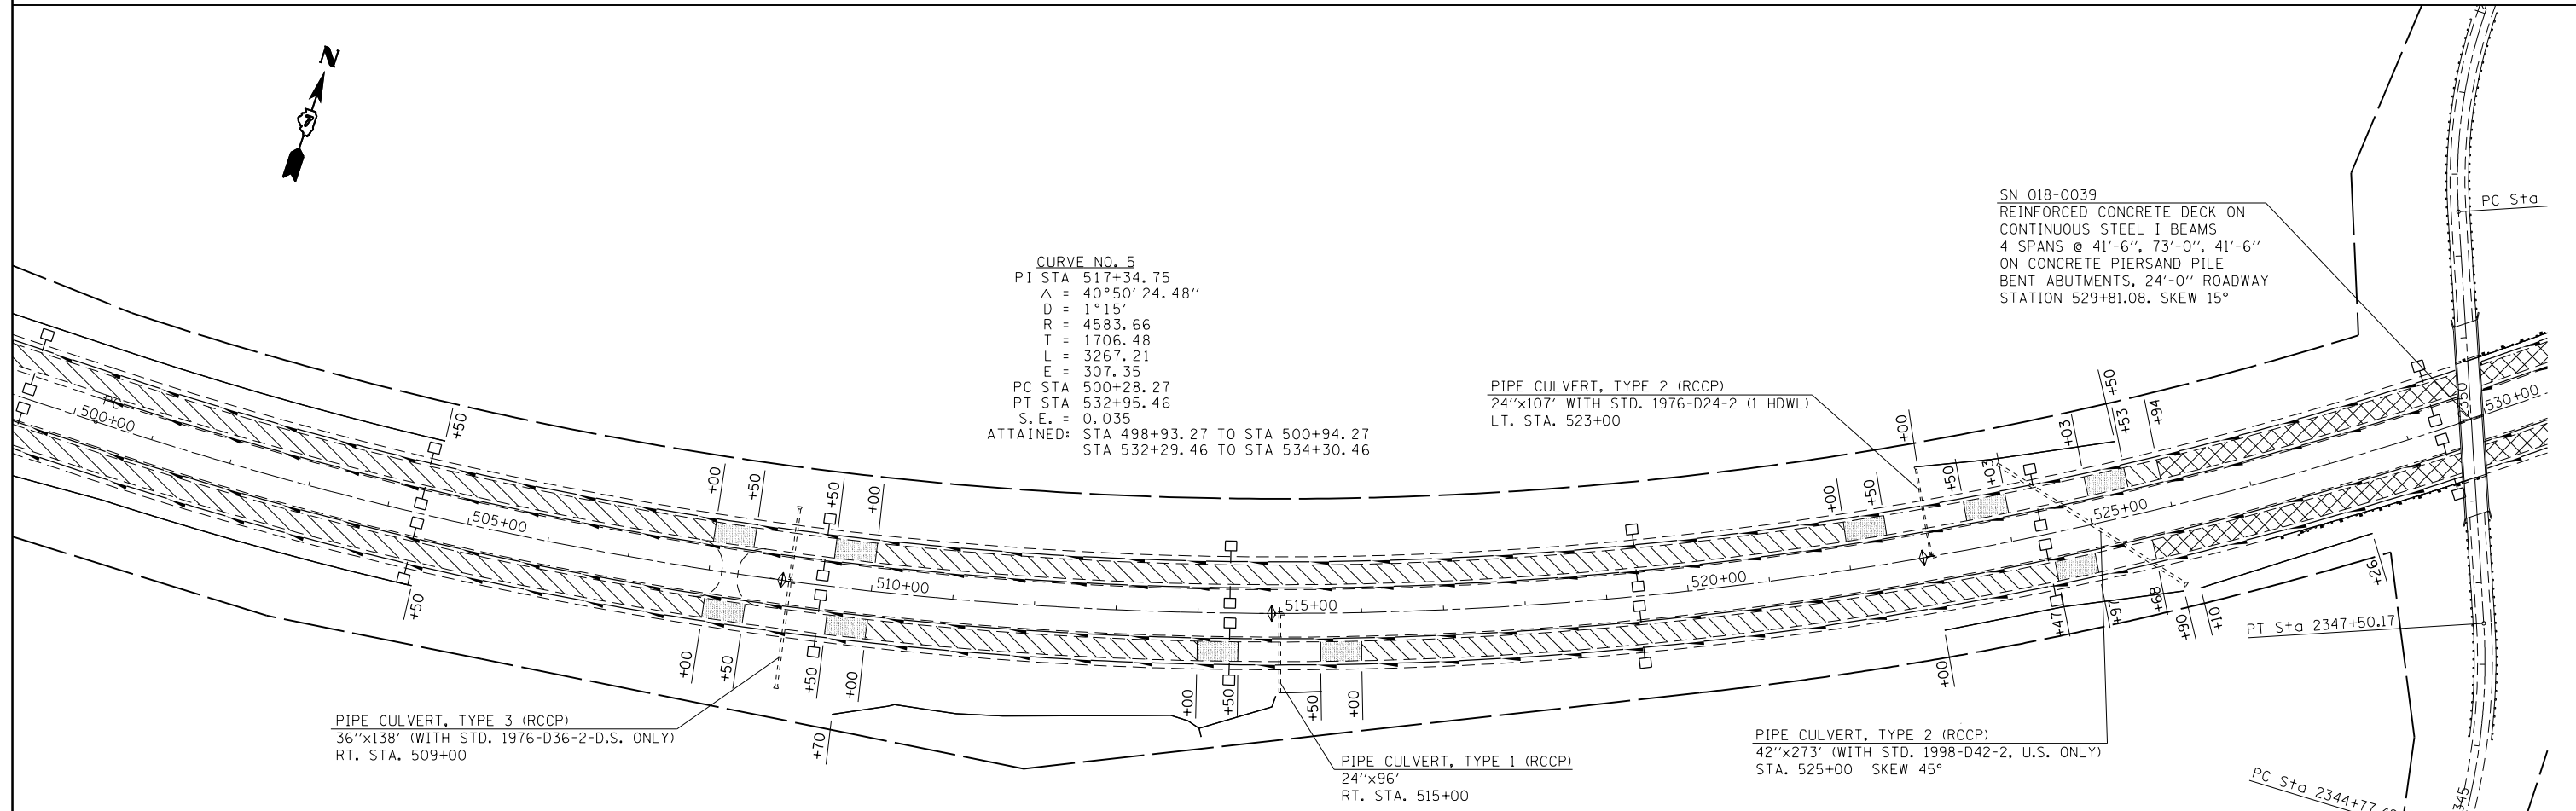 N
7
SN 018-0039
REINFORCED CONCRETE DECK ON
CONTINUOUS STEEL I BEAMS
4 SPANS @ 41'-6", 73'-0", 41'-6"
ON CONCRETE PIERSAND PILE
BENT ABUTMENTS, 24'-0" ROADWAY
STATION 529+81.08. SKEW 15°
PC Sta
CURVE NO. 5
PI STA 517+34.75
Δ = 40°50'24.48"
D = 1°15'
R = 4583.66
T = 1706.48
L = 3267.21
E = 307.35
PC STA 500+28.27
PT STA 532+95.46
S.E. = 0.035
ATTAINED: STA 498+93.27 TO STA 500+94.27
STA 532+29.46 TO STA 534+30.46
PIPE CULVERT, TYPE 2 (RCCP)
24"x107' WITH STD. 1976-D24-2 (1 HDWL)
LT. STA. 523+00
PC
500+00
+50
505+00
+00
+50
+50
+00
510+00
515+00
520+00
+00
+50
+00
+50
+03
+03
+50
+53
+94
525+00
2350
530+00
+50
+00
+50
+50
+00
+70
+00
+50
+50
+00
+00
+47
+97
+68
+90
+10
+26
PT Sta 2347+50.17
PIPE CULVERT, TYPE 3 (RCCP)
36"x138' (WITH STD. 1976-D36-2-D.S. ONLY)
RT. STA. 509+00
PIPE CULVERT, TYPE 1 (RCCP)
24"x96'
RT. STA. 515+00
PIPE CULVERT, TYPE 2 (RCCP)
42"x273' (WITH STD. 1998-D42-2, U.S. ONLY)
STA. 525+00 SKEW 45°
PC Sta 2344+77.4